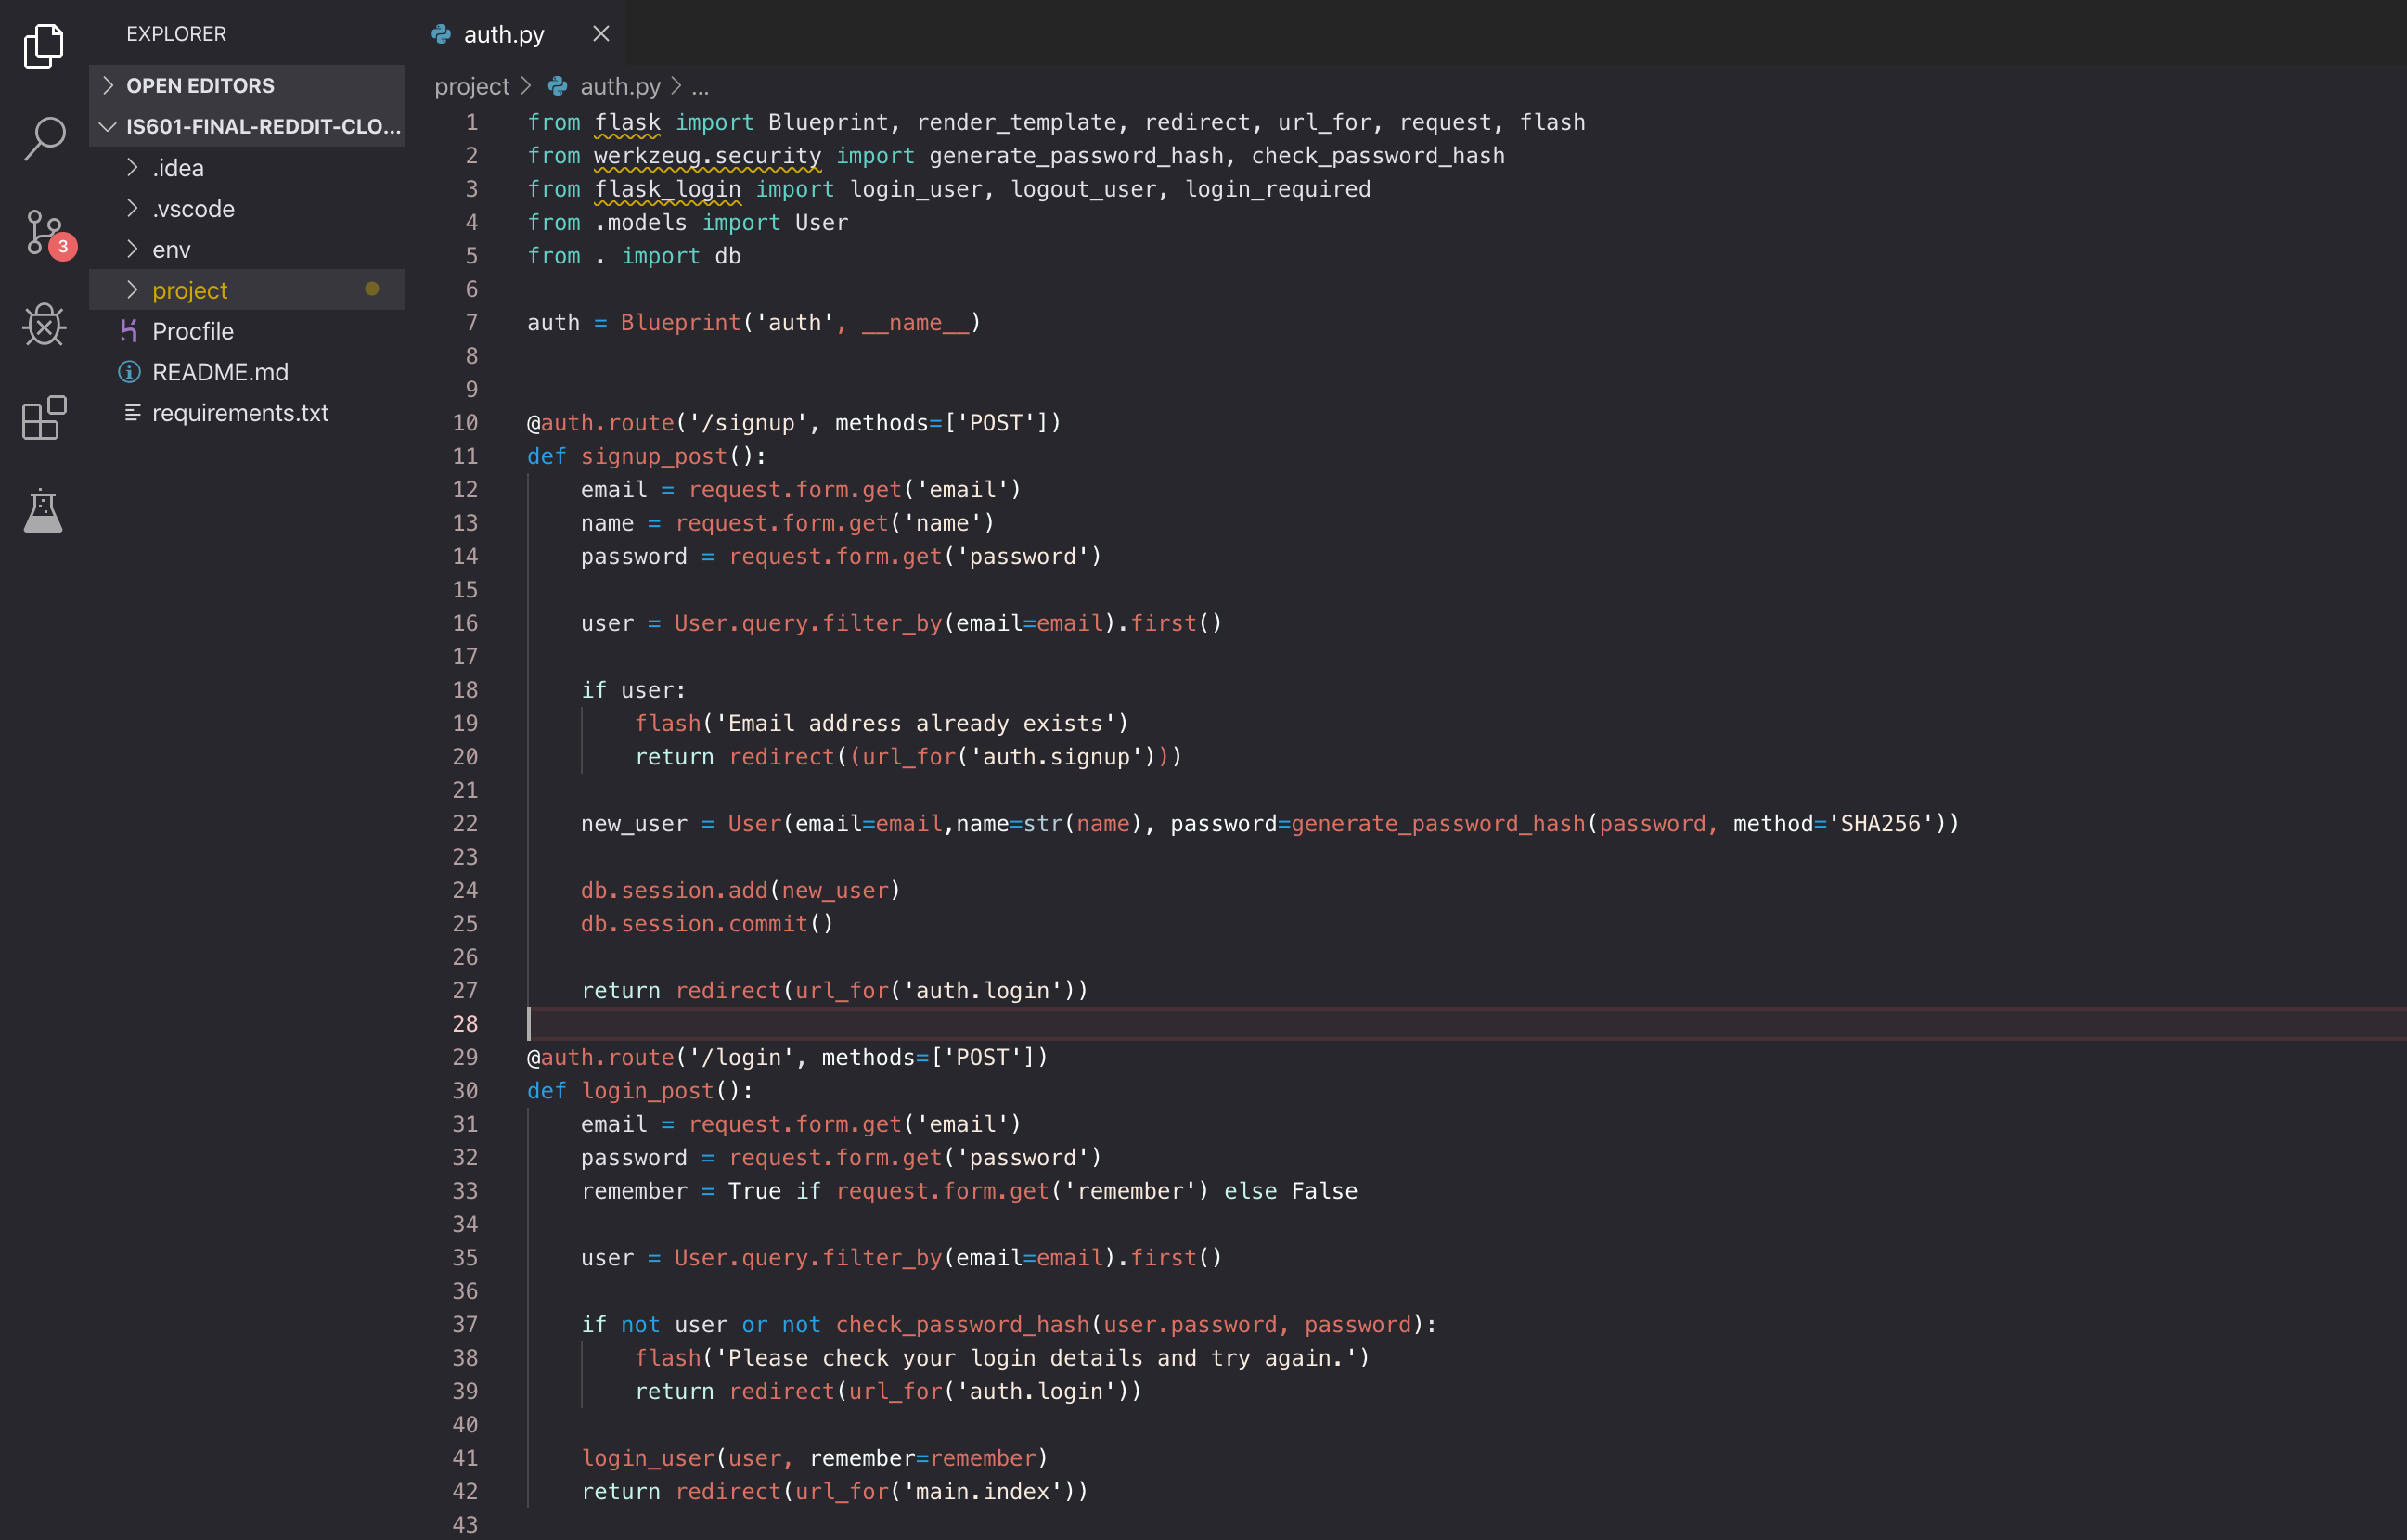 EXPLORER
OPEN EDITORS
IS601-FINAL-REDDIT-CLO...
.idea
.vscode
env
project
Procfile
README.md
requirements.txt
3
auth.py
project > auth.py > ...
1 from flask import Blueprint, render_template, redirect, url_for, request, flash
2 from werkzeug.security import generate_password_hash, check_password_hash
3 from flask_login import login_user, logout_user, login_required
4 from .models import User
5 from . import db
6
7 auth = Blueprint('auth', __name__)
8
9
10 @auth.route('/signup', methods=['POST'])
11 def signup_post():
12     email = request.form.get('email')
13     name = request.form.get('name')
14     password = request.form.get('password')
15
16     user = User.query.filter_by(email=email).first()
17
18     if user:
19         flash('Email address already exists')
20         return redirect((url_for('auth.signup')))
21
22     new_user = User(email=email,name=str(name), password=generate_password_hash(password, method='SHA256'))
23
24     db.session.add(new_user)
25     db.session.commit()
26
27     return redirect(url_for('auth.login'))
28
29 @auth.route('/login', methods=['POST'])
30 def login_post():
31     email = request.form.get('email')
32     password = request.form.get('password')
33     remember = True if request.form.get('remember') else False
34
35     user = User.query.filter_by(email=email).first()
36
37     if not user or not check_password_hash(user.password, password):
38         flash('Please check your login details and try again.')
39         return redirect(url_for('auth.login'))
40
41     login_user(user, remember=remember)
42     return redirect(url_for('main.index'))
43